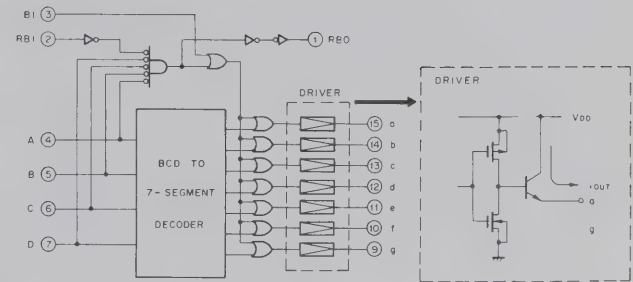 BI 3
RBI 2
1 RBO
A 4
B 5
C 6
D 7
BCD TO
7-SEGMENT
DECODER
DRIVER
15 a
14 b
13 c
12 d
11 e
10 f
9 g
DRIVER
VDD
IOUT
a
g